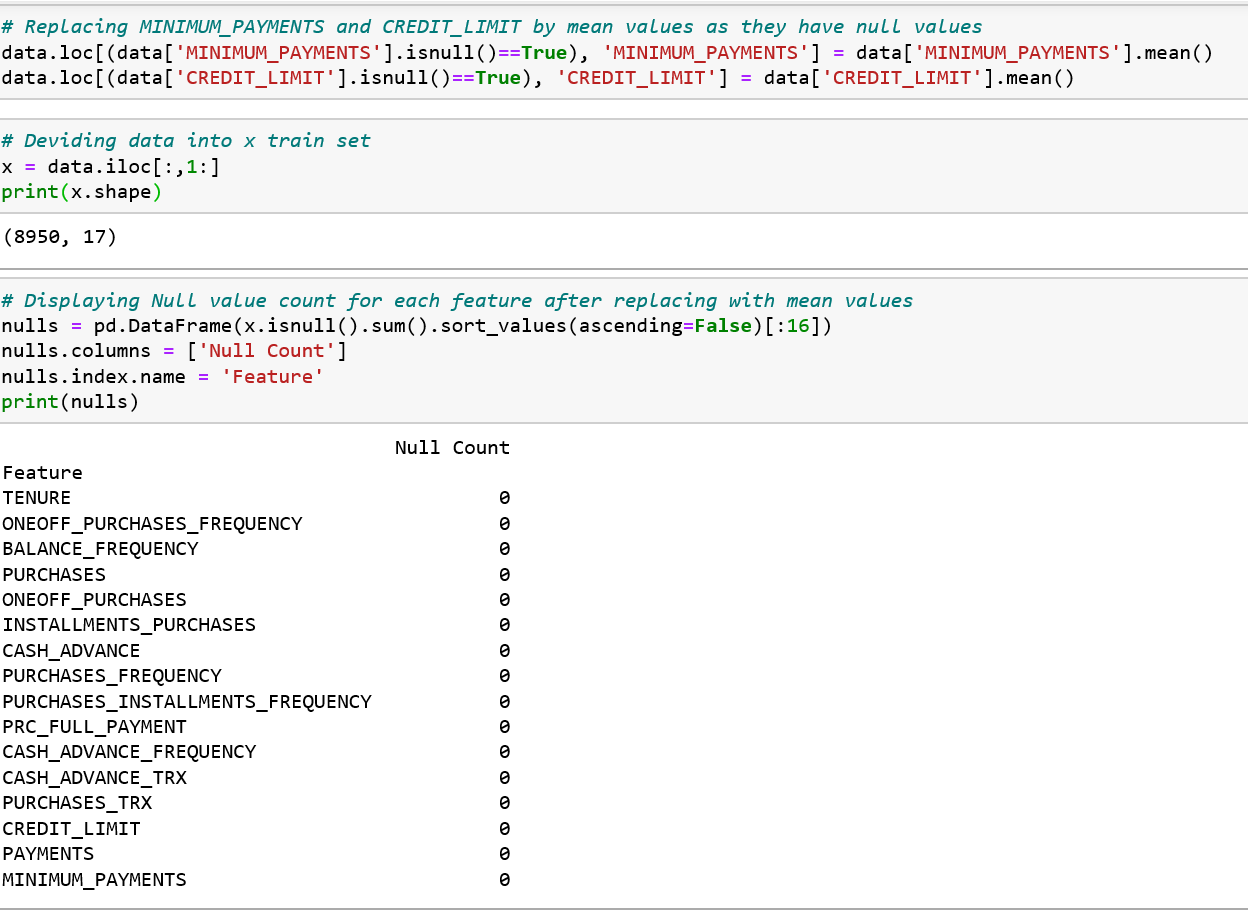 # Replacing MINIMUM_PAYMENTS and CREDIT_LIMIT by mean values as they have null values
data.loc[(data['MINIMUM_PAYMENTS'].isnull()==True), 'MINIMUM_PAYMENTS'] = data['MINIMUM_PAYMENTS'].mean()
data.loc[(data['CREDIT_LIMIT'].isnull()==True), 'CREDIT_LIMIT'] = data['CREDIT_LIMIT'].mean()
# Deviding data into x train set
x = data.iloc[:,1:]
print(x.shape)
(8950, 17)
# Displaying Null value count for each feature after replacing with mean values
nulls = pd.DataFrame(x.isnull().sum().sort_values(ascending=False)[:16])
nulls.columns = ['Null Count']
nulls.index.name = 'Feature'
print(nulls)
Null Count
Feature
TENURE 0
ONEOFF_PURCHASES_FREQUENCY 0
BALANCE_FREQUENCY 0
PURCHASES 0
ONEOFF_PURCHASES 0
INSTALLMENTS_PURCHASES 0
CASH_ADVANCE 0
PURCHASES_FREQUENCY 0
PURCHASES_INSTALLMENTS_FREQUENCY 0
PRC_FULL_PAYMENT 0
CASH_ADVANCE_FREQUENCY 0
CASH_ADVANCE_TRX 0
PURCHASES_TRX 0
CREDIT_LIMIT 0
PAYMENTS 0
MINIMUM_PAYMENTS 0